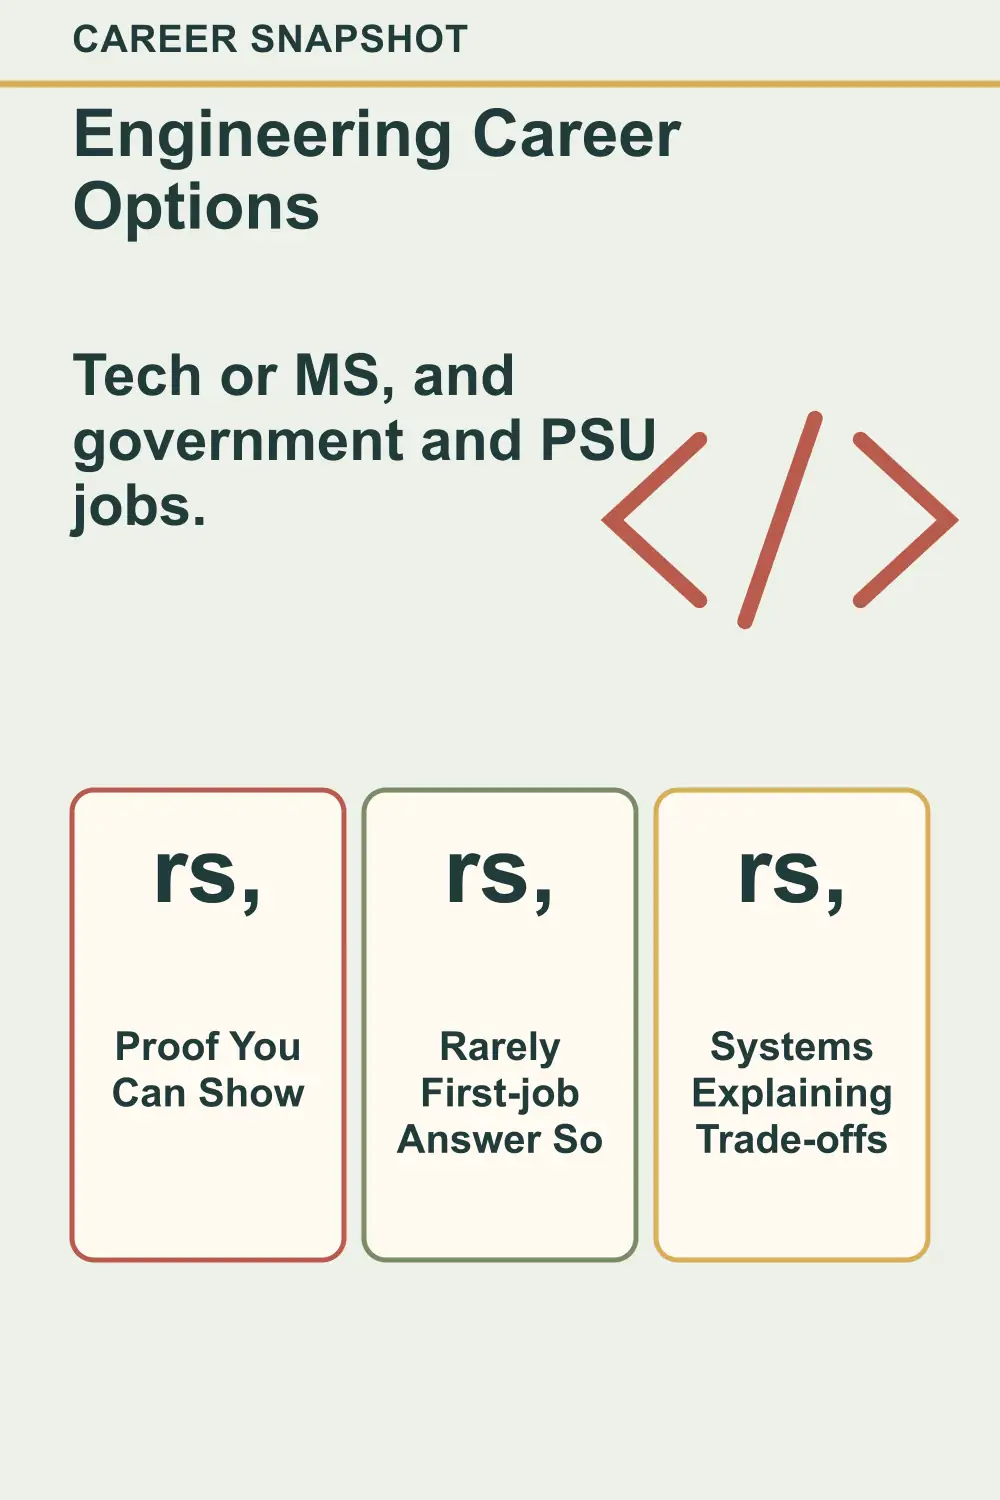 CAREER SNAPSHOT
Engineering Career
Options
Tech or MS, and
government and PSU
jobs.
rs,
Proof You
Can Show
rs,
Rarely
First-job
Answer So
rs,
Systems
Explaining
Trade-offs